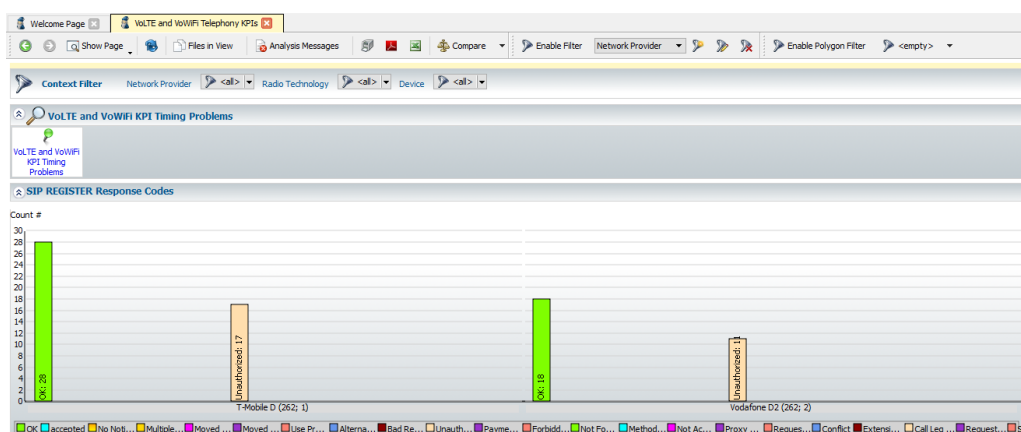 Welcome Page VoLTE and VoWiFi Telephony KPIs
Show Page Files in View Analysis Messages Compare Enable Filter Network Provider Enable Polygon Filter <empty>
Context Filter Network Provider <all> Radio Technology <all> Device <all>
VoLTE and VoWiFi KPI Timing Problems
VoLTE and VoWiFi
KPI Timing
Problems
SIP REGISTER Response Codes
Count #
30
28
26
24
22
20
18
16
14
12
10
8
6
4
2
0
OK: 28
Unauthorized: 17
OK: 18
Unauthorized: 11
T-Mobile D (262; 1)
Vodafone D2 (262; 2)
OK accepted No Noti... Multiple... Moved ... Moved ... Use Pr... Alterna... Bad Re... Unauth... Payme... Forbidd... Not Fo... Method... Not Ac... Proxy ... Reques... Conflict Extensi... Call Leg ... Request... S